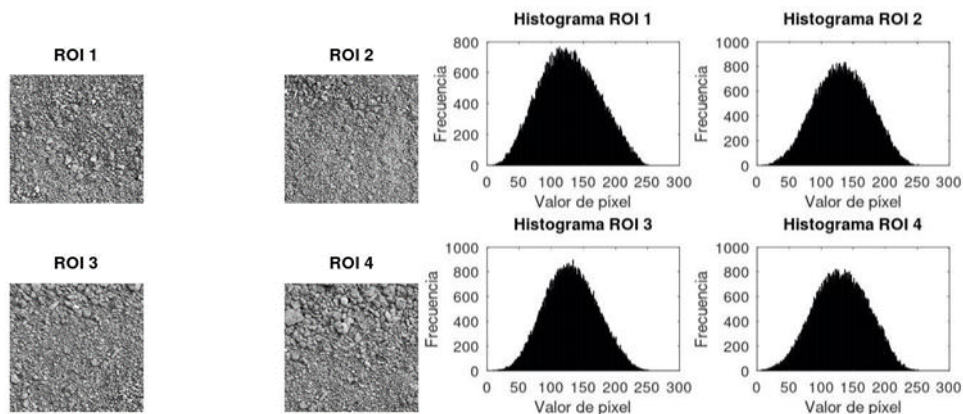 ROI 1
ROI 2
ROI 3
ROI 4
Histograma ROI 1
Frecuencia
800
600
400
200
0
0 50 100 150 200 250 300
Valor de píxel
Histograma ROI 2
Frecuencia
1000
800
600
400
200
0
0 50 100 150 200 250 300
Valor de píxel
Histograma ROI 3
Frecuencia
1000
800
600
400
200
0
0 50 100 150 200 250 300
Valor de píxel
Histograma ROI 4
Frecuencia
1000
800
600
400
200
0
0 50 100 150 200 250 300
Valor de píxel